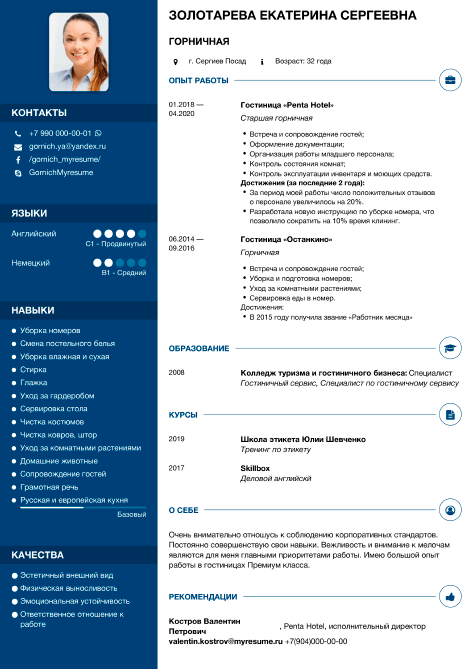 ЗОЛОТАРЕВА ЕКАТЕРИНА СЕРГЕЕВНА
ГОРНИЧНАЯ
г. Сергиев Посад
Возраст: 32 года
КОНТАКТЫ
+7 990 000-00-01
gornich.ya@yandex.ru
/gornich_myresume/
GornichMyresume
ЯЗЫКИ
Английский
C1 - Продвинутый
Немецкий
B1 - Средний
НАВЫКИ
Уборка номеров
Смена постельного белья
Уборка влажная и сухая
Стирка
Глажка
Уход за гардеробом
Сервировка стола
Чистка костюмов
Чистка ковров, штор
Уход за комнатными растениями
Домашние животные
Сопровождение гостей
Грамотная речь
Русская и европейская кухня
Базовый
КАЧЕСТВА
Эстетичный внешний вид
Физическая выносливость
Эмоциональная устойчивость
Ответственное отношение к
работе
ОПЫТ РАБОТЫ
01.2018 —
04.2020
Гостиница «Penta Hotel»
Старшая горничная
Встреча и сопровождение гостей;
Оформление документации;
Организация работы младшего персонала;
Контроль состояния комнат;
Контроль эксплуатации инвентаря и моющих средств.
Достижения (за последние 2 года):
За период моей работы число положительных отзывов
о персонале увеличилось на 20%.
Разработала новую инструкцию по уборке номера, что
позволило сократить на 10% время клининг.
06.2014 —
09.2016
Гостиница «Останкино»
Горничная
Встреча и сопровождение гостей;
Уборка и подготовка номеров;
Уход за комнатными растениями;
Сервировка еды в номер.
Достижения:
В 2015 году получила звание «Работник месяца»
ОБРАЗОВАНИЕ
2008
Колледж туризма и гостиничного бизнеса: Специалист
Гостиничный сервис, Специалист по гостиничному сервису
КУРСЫ
2019
Школа этикета Юлии Шевченко
Тренинг по этикету
2017
Skillbox
Деловой английскй
О СЕБЕ
Очень внимательно отношусь к соблюдению корпоративных стандартов.
Постоянно совершенствую свои навыки. Вежливость и внимание к мелочам
являются для меня главными приоритетами работы. Имею большой опыт
работы в гостиницах Премиум класса.
РЕКОМЕНДАЦИИ
Костров Валентин
Петрович
, Penta Hotel, исполнительный директор
valentin.kostrov@myresume.ru +7(904)000-00-00